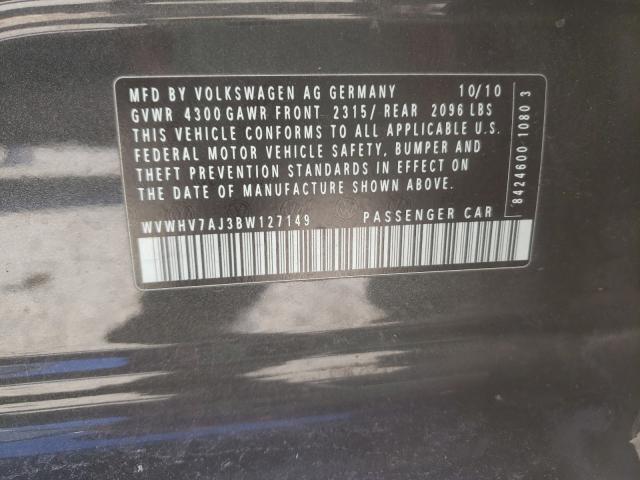 MFD BY VOLKSWAGEN AG GERMANY 10/10
GVWR 4300 GAWR FRONT 2315/ REAR 2096 LBS
THIS VEHICLE CONFORMS TO ALL APPLICABLE U.S.
FEDERAL MOTOR VEHICLE SAFETY, BUMPER AND
THEFT PREVENTION STANDARDS IN EFFECT ON
THE DATE OF MANUFACTURE SHOWN ABOVE.
WVWHV7AJ3BW127149 PASSENGER CAR
8424600 1080 3